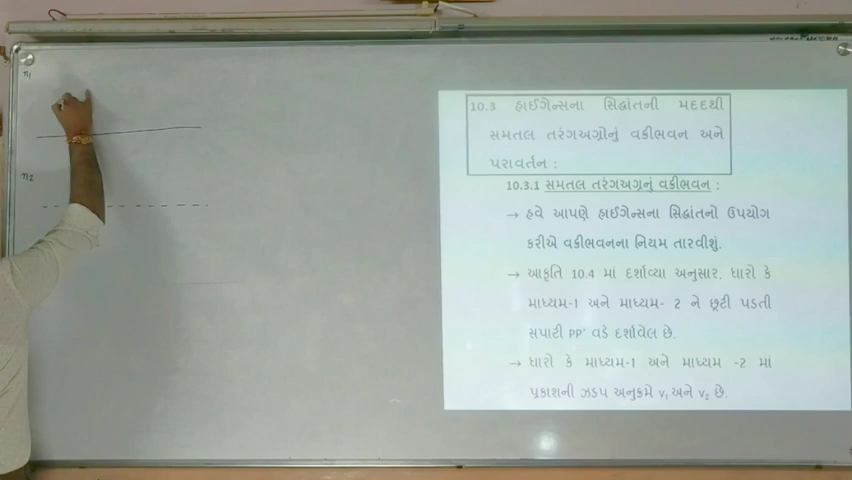 n1
n2
10.3 હાઈગેન્સના સિદ્ધાંતની મદદથી
સમતલ તરંગઅગ્રોનું વક્રીભવન અને
પરાવર્તન :
10.3.1 સમતલ તરંગઅગ્રનું વક્રીભવન :
→ હવે આપણે હાઈગેન્સના સિદ્ધાંતનો ઉપયોગ
કરીએ વક્રીભવનના નિયમ તારવીશું.
→ આકૃતિ 10.4 માં દર્શાવ્યા અનુસાર, ધારો કે
માધ્યમ-1 અને માધ્યમ- 2 ને છૂટી પડતી
સપાટી PP' વડે દર્શાવેલ છે.
→ ધારો કે માધ્યમ-1 અને માધ્યમ -2 માં
પ્રકાશની ઝડપ અનુક્રમે v₁ અને v₂ છે.